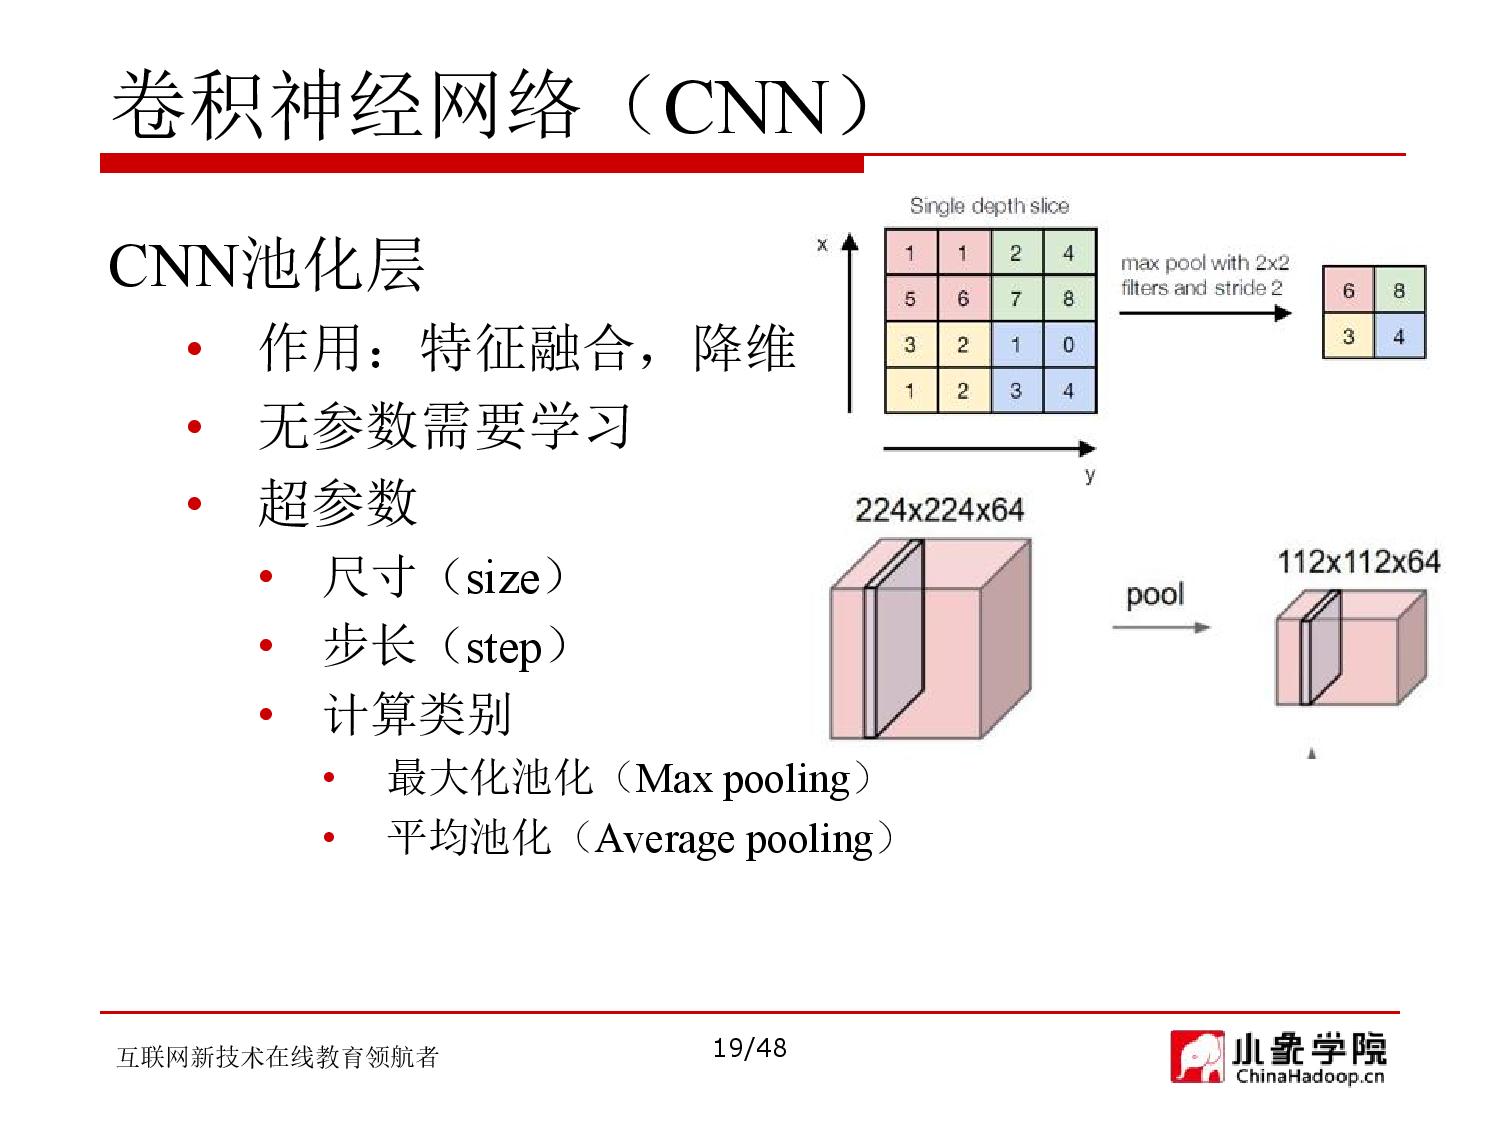 卷积神经网络（CNN）
CNN池化层
• 作用：特征融合，降维
• 无参数需要学习
• 超参数
• 尺寸（size）
• 步长（step）
• 计算类别
• 最大化池化（Max pooling）
• 平均池化（Average pooling）
Single depth slice
x
1 1 2 4
5 6 7 8
3 2 1 0
1 2 3 4
y
max pool with 2x2
filters and stride 2
6 8
3 4
224x224x64
pool
112x112x64
互联网新技术在线教育领航者
19/48
小象学院
ChinaHadoop.cn